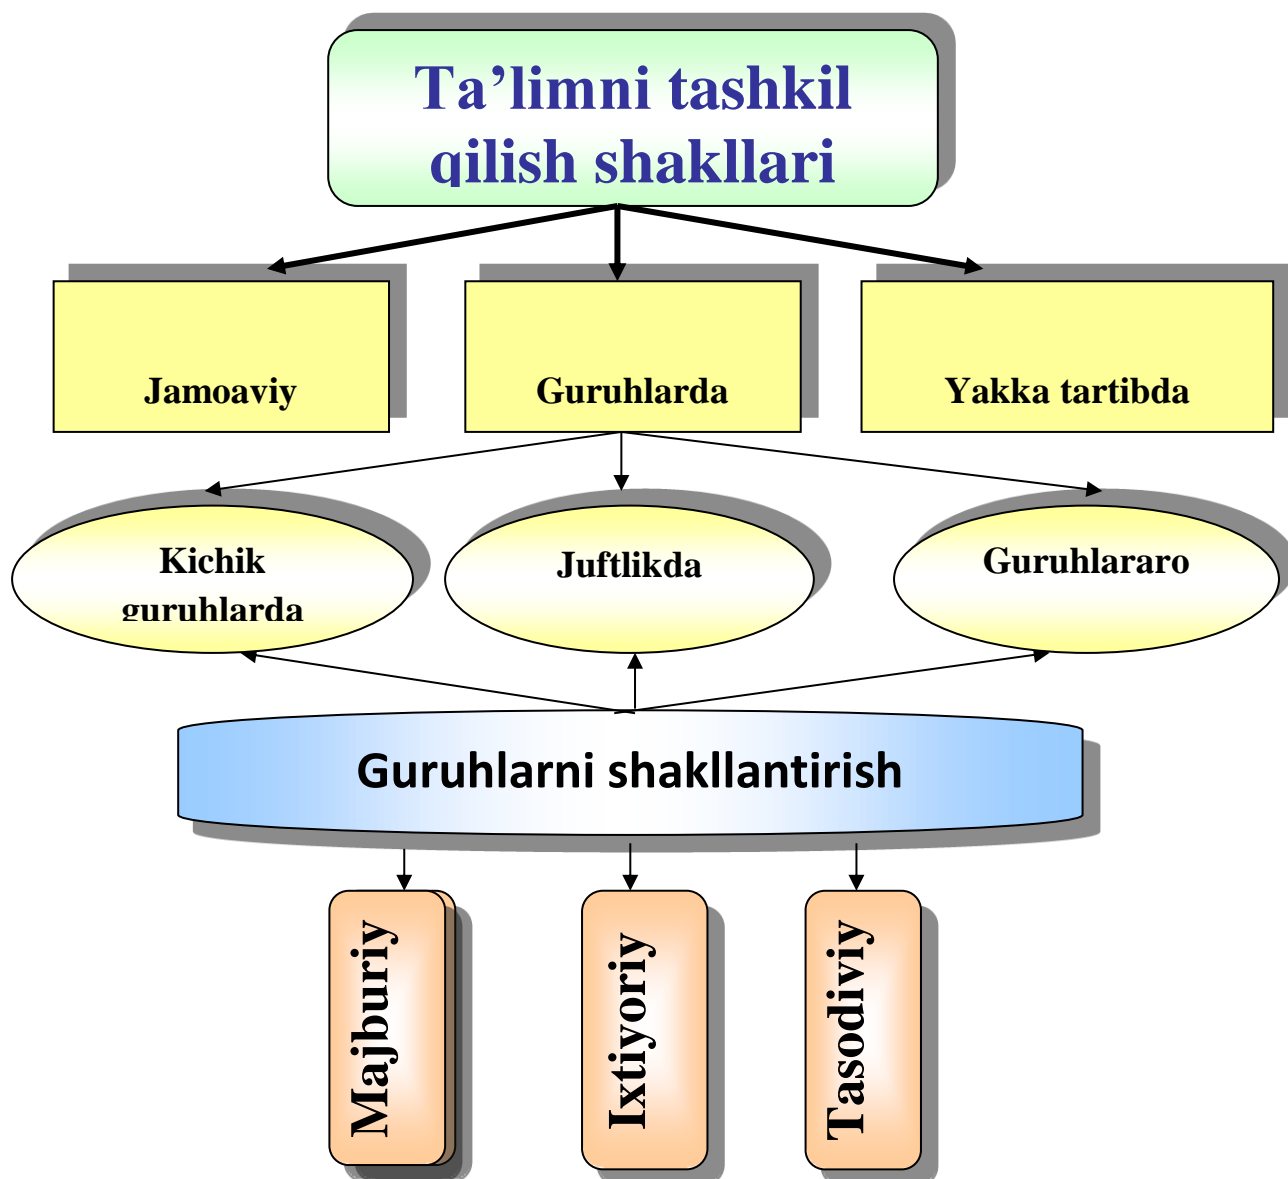 Ta’limni tashkil
qilish shakllari
Jamoaviy
Guruhlarda
Yakka tartibda
Kichik
guruhlarda
Juftlikda
Guruhlararo
Guruhlarni shakllantirish
Majburiy
Ixtiyoriy
Tasodiviy